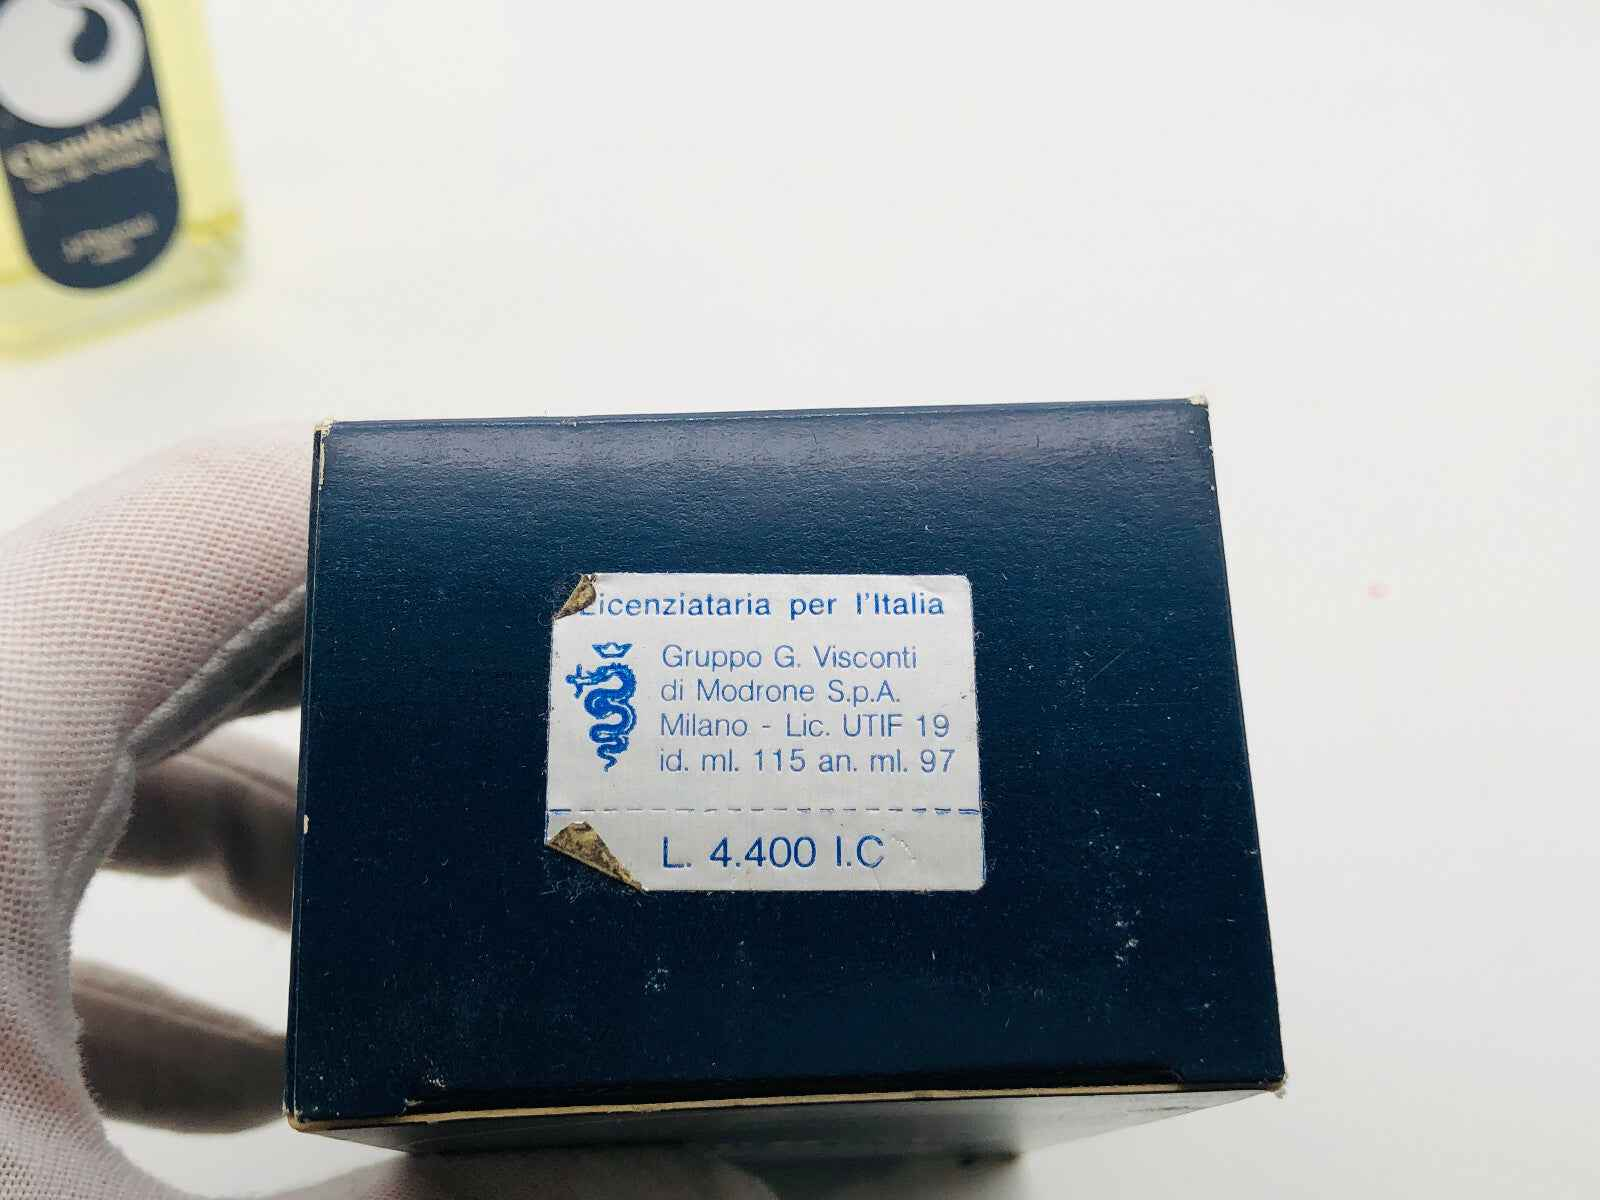 Licenziataria per l'Italia
Gruppo G. Visconti
di Modrone S.p.A.
Milano - Lic. UTIF 19
id. ml. 115 an. ml. 97
L. 4.400 I.C